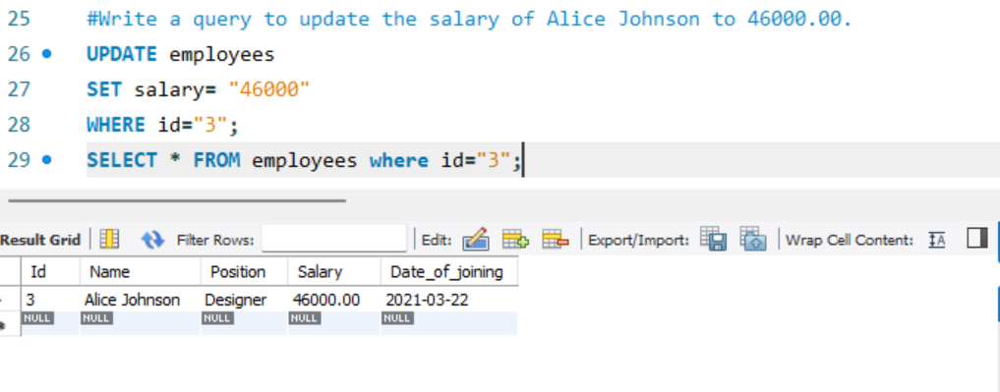 25 #Write a query to update the salary of Alice Johnson to 46000.00.
26 UPDATE employees
27 SET salary= "46000"
28 WHERE id="3";
29 SELECT * FROM employees where id="3";
Result Grid Filter Rows: Edit: Export/Import: Wrap Cell Content: IA
Id Name Position Salary Date_of_joining
3 Alice Johnson Designer 46000.00 2021-03-22
NULL NULL NULL NULL NULL